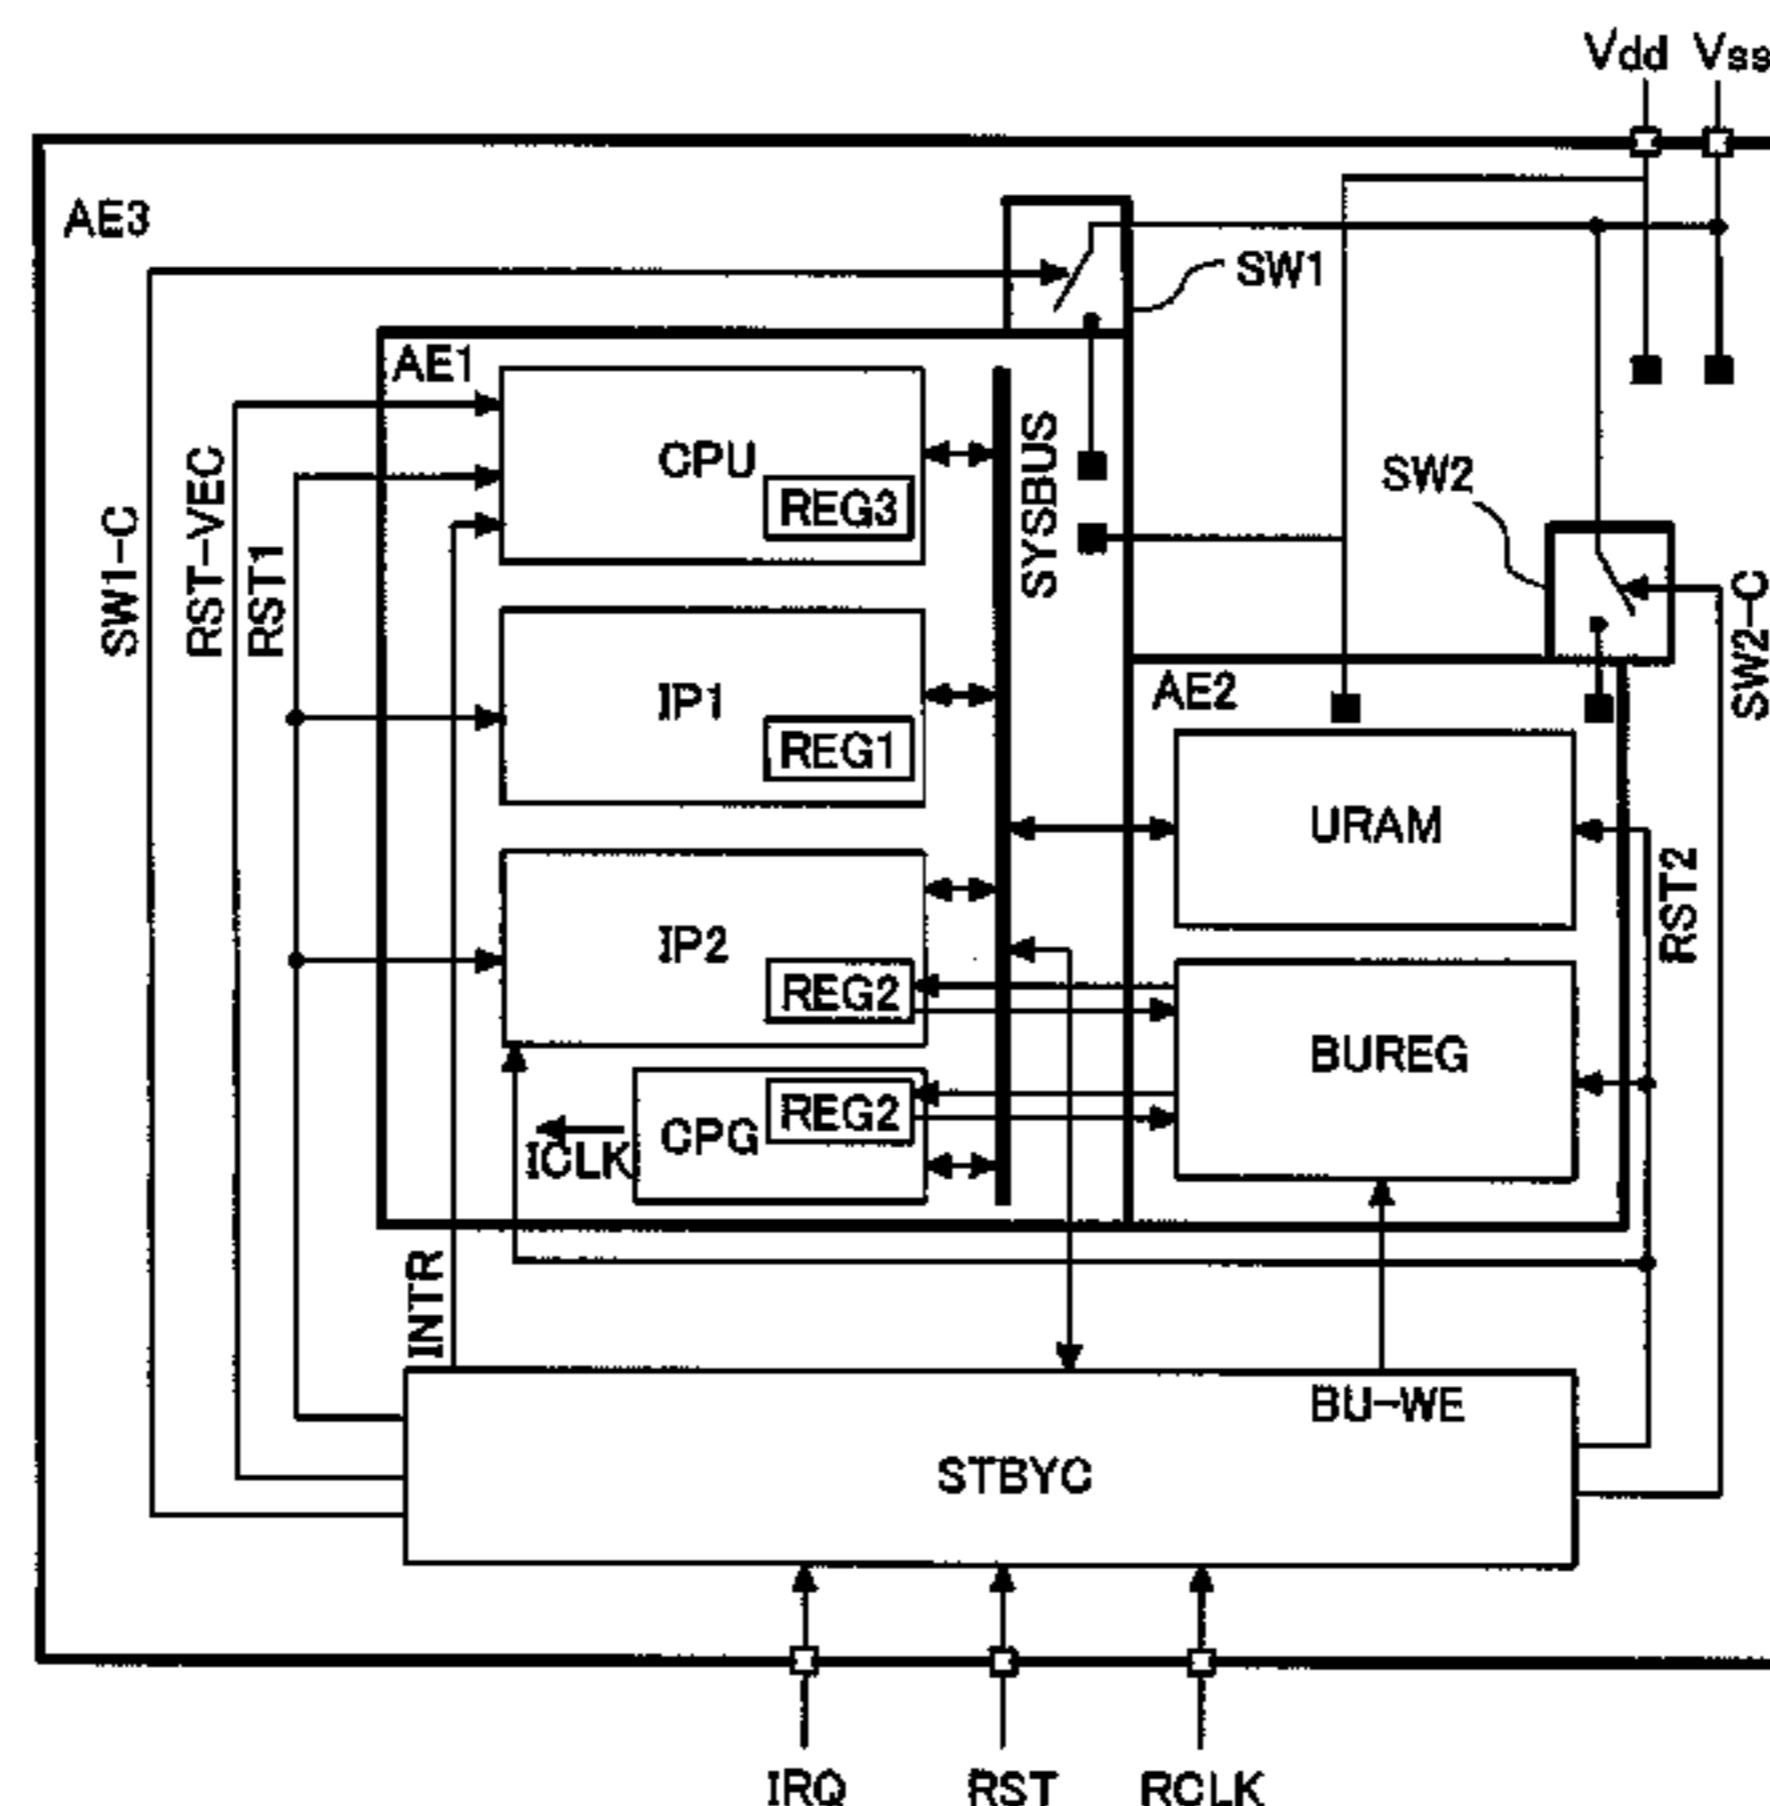 Vdd Vss
AE3
SW1
AE1
CPU
REG3
SYSBUS
SW2
SW1-C
RST-VEC
RST1
SW2-C
IP1
REG1
AE2
URAM
RST2
IP2
REG2
BUREG
CPG
REG2
ICLK
INTR
BU-WE
STBYC
IRQ RST RCLK